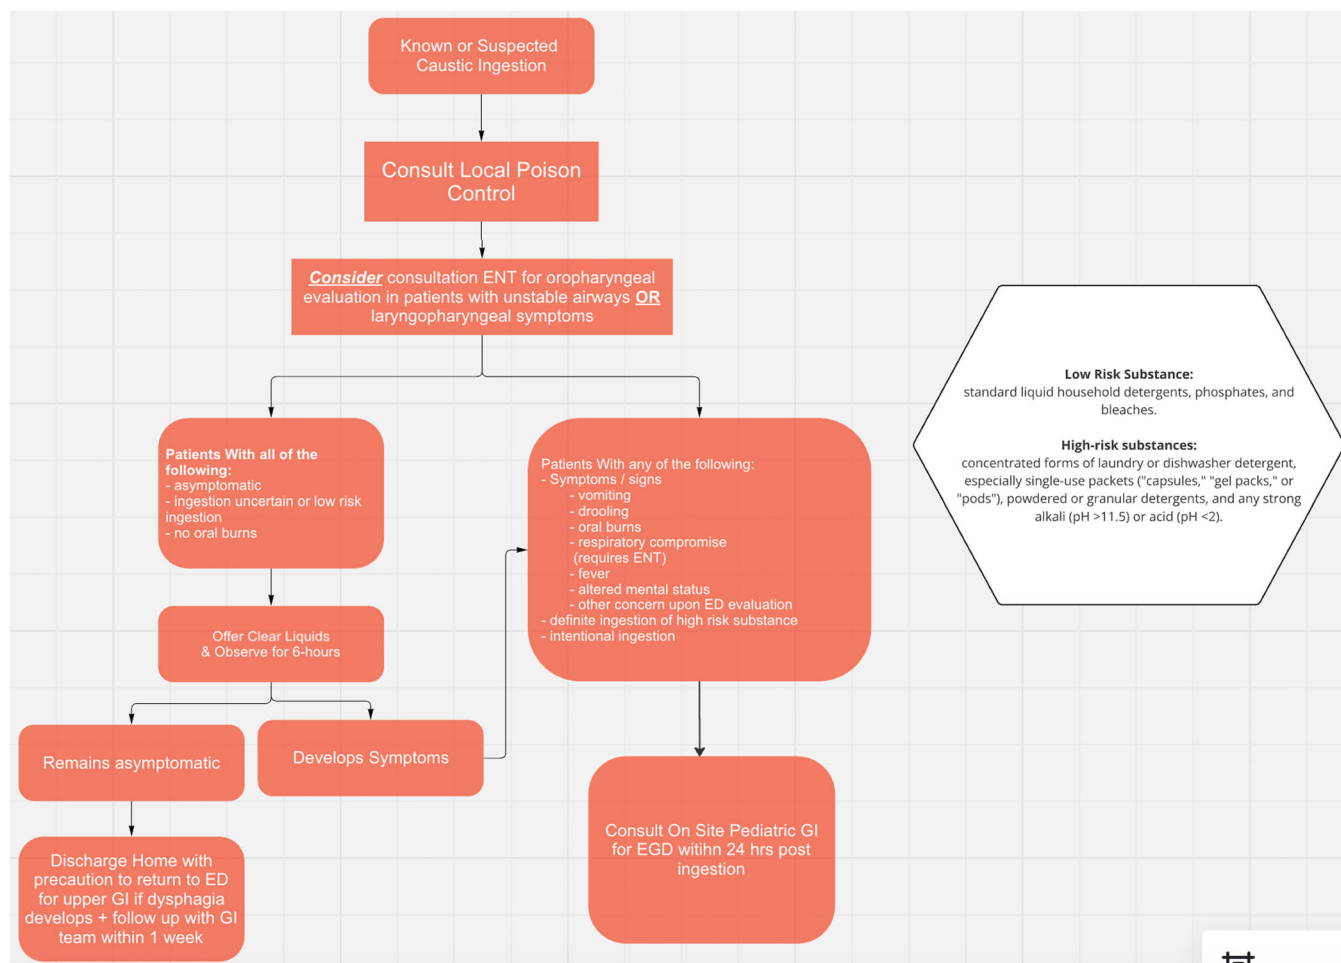 Known or Suspected
Caustic Ingestion
Consult Local Poison
Control
Consider consultation ENT for oropharyngeal
evaluation in patients with unstable airways OR
laryngopharyngeal symptoms
Patients With all of the
following:
- asymptomatic
- ingestion uncertain or low risk
ingestion
- no oral burns
Offer Clear Liquids
& Observe for 6-hours
Remains asymptomatic
Develops Symptoms
Discharge Home with
precaution to return to ED
for upper GI if dysphagia
develops + follow up with GI
team within 1 week
Patients With any of the following:
- Symptoms / signs
- vomiting
- drooling
- oral burns
- respiratory compromise
(requires ENT)
- fever
- altered mental status
- other concern upon ED evaluation
- definite ingestion of high risk substance
- intentional ingestion
Consult On Site Pediatric GI
for EGD witihn 24 hrs post
ingestion
Low Risk Substance:
standard liquid household detergents, phosphates, and
bleaches.
High-risk substances:
concentrated forms of laundry or dishwasher detergent,
especially single-use packets ("capsules," "gel packs," or
"pods"), powdered or granular detergents, and any strong
alkali (pH >11.5) or acid (pH <2).